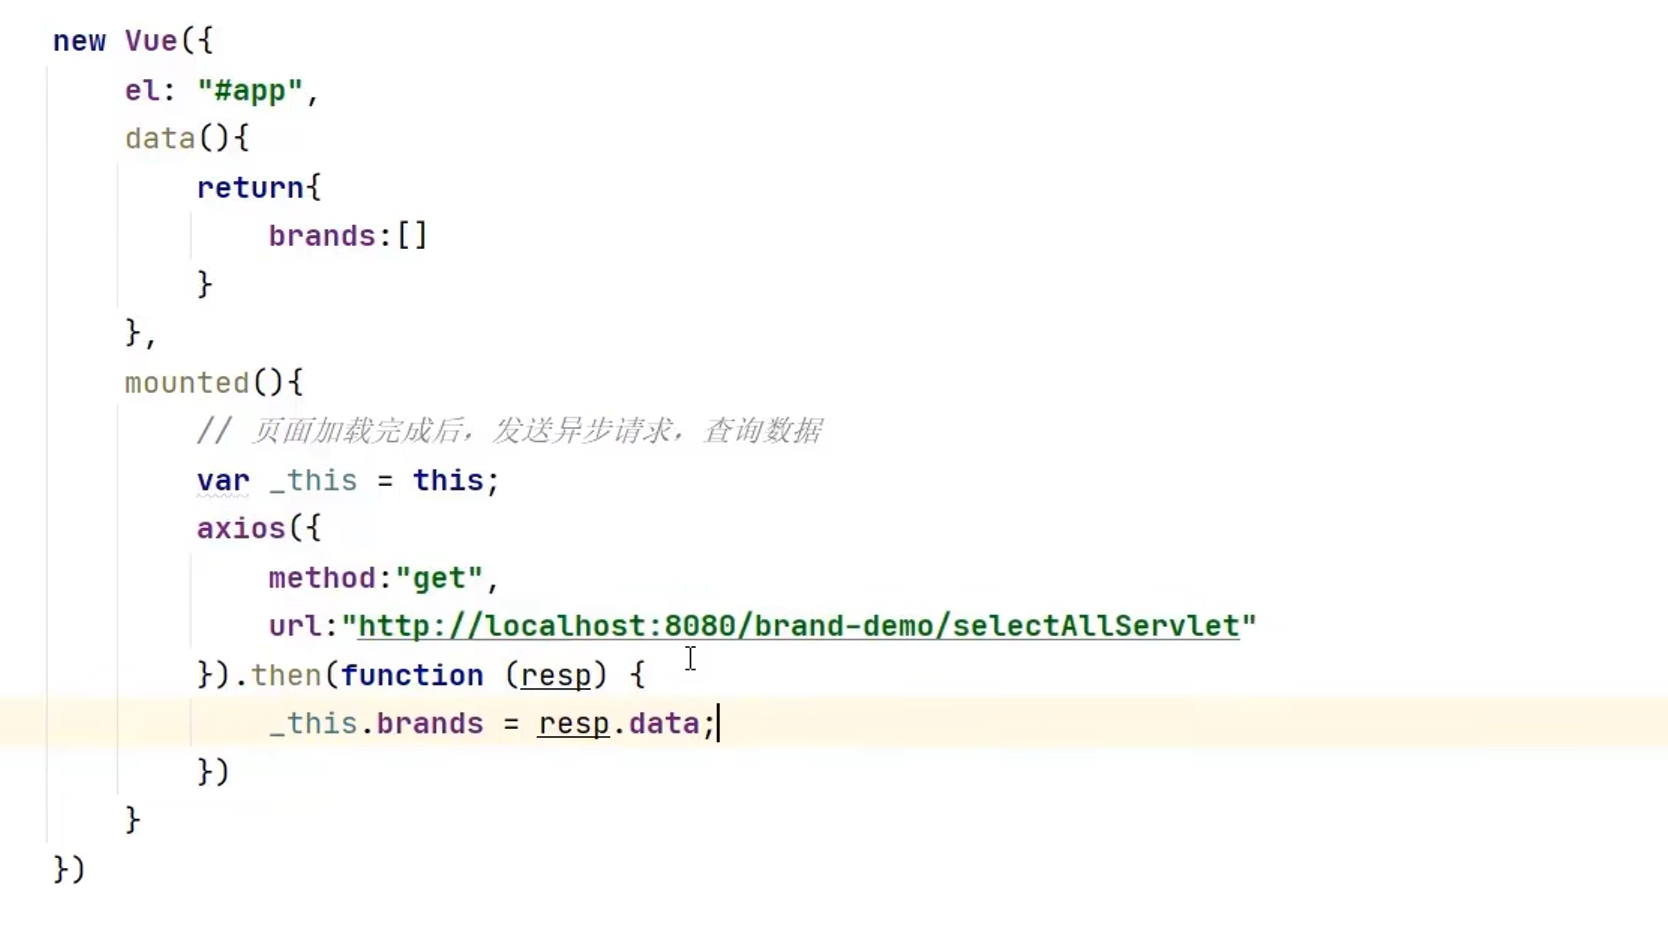 new Vue({
    el: "#app",
    data(){
        return{
            brands:[]
        }
    },
    mounted(){
        // 页面加载完成后，发送异步请求，查询数据
        var _this = this;
        axios({
            method:"get",
            url:"http://localhost:8080/brand-demo/selectAllServlet"
        }).then(function (resp) {
            _this.brands = resp.data;
        })
    }
})